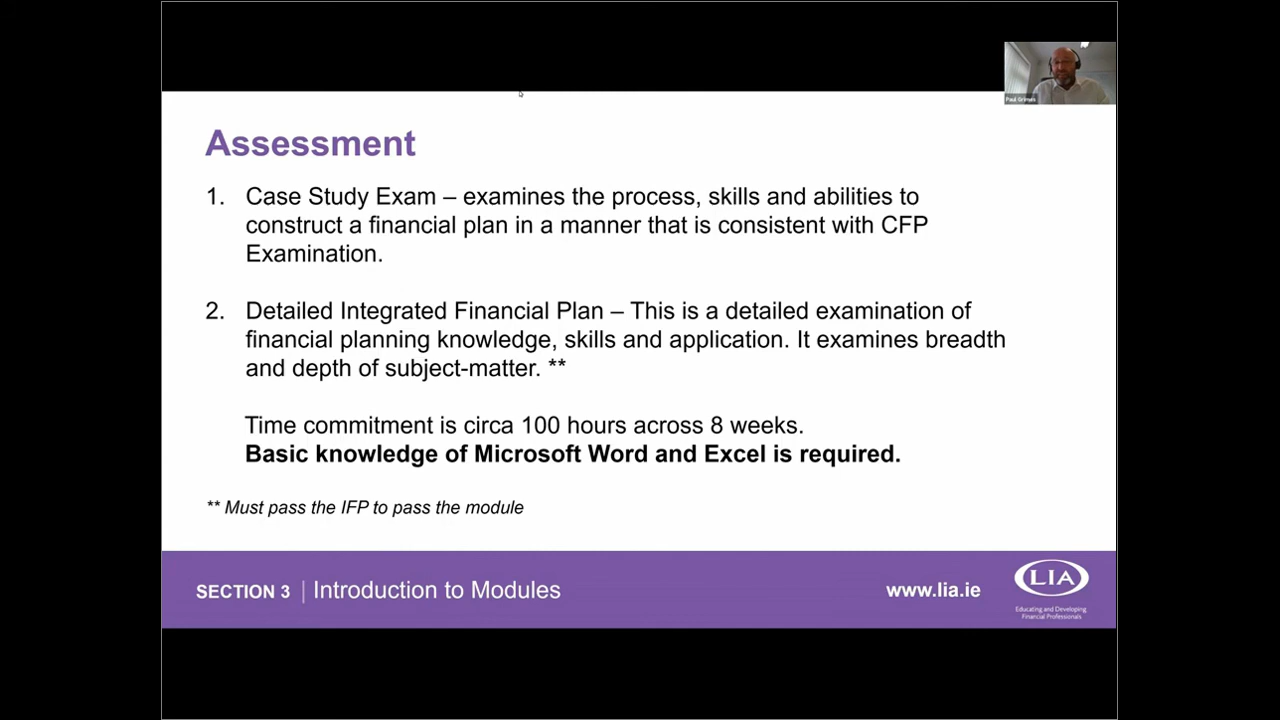 Paul Grimes
Assessment
1. Case Study Exam – examines the process, skills and abilities to
construct a financial plan in a manner that is consistent with CFP
Examination.
2. Detailed Integrated Financial Plan – This is a detailed examination of
financial planning knowledge, skills and application. It examines breadth
and depth of subject-matter. **
Time commitment is circa 100 hours across 8 weeks.
Basic knowledge of Microsoft Word and Excel is required.
** Must pass the IFP to pass the module
SECTION 3 | Introduction to Modules
www.lia.ie
LIA
Educating and Developing
Financial Professionals